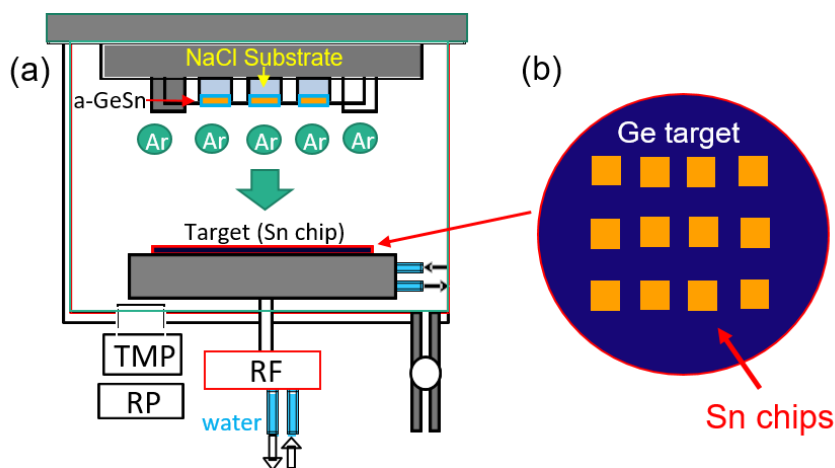 (a)
NaCl Substrate
a-GeSn
Ar Ar Ar Ar Ar
Target (Sn chip)
TMP
RP
RF
water
(b)
Ge target
Sn chips